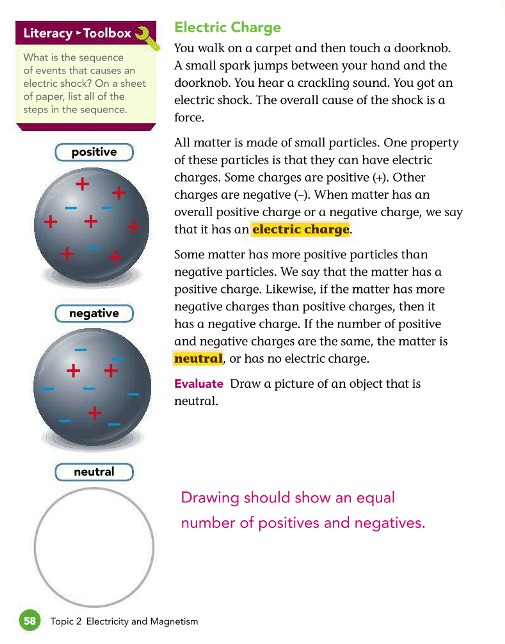 Literacy ▸ Toolbox
What is the sequence
of events that causes an
electric shock? On a sheet
of paper, list all of the
steps in the sequence.
positive
+ +
− −
+ + +
+ − +
negative
− −
+ +
− − −
− + −
neutral
Electric Charge
You walk on a carpet and then touch a doorknob.
A small spark jumps between your hand and the
doorknob. You hear a crackling sound. You got an
electric shock. The overall cause of the shock is a
force.
All matter is made of small particles. One property
of these particles is that they can have electric
charges. Some charges are positive (+). Other
charges are negative (–). When matter has an
overall positive charge or a negative charge, we say
that it has an electric charge.
Some matter has more positive particles than
negative particles. We say that the matter has a
positive charge. Likewise, if the matter has more
negative charges than positive charges, then it
has a negative charge. If the number of positive
and negative charges are the same, the matter is
neutral, or has no electric charge.
Evaluate Draw a picture of an object that is
neutral.
Drawing should show an equal
number of positives and negatives.
58 Topic 2 Electricity and Magnetism